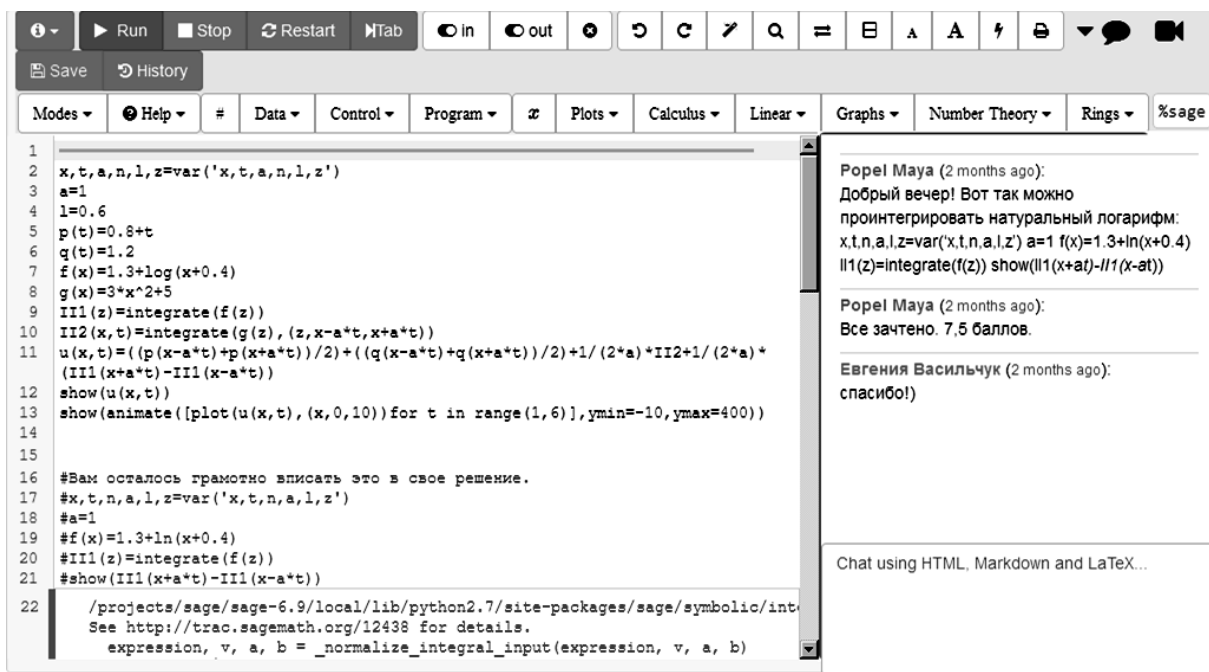 Run Stop Restart Tab in out A A
Save History
Modes Help # Data Control Program x Plots Calculus Linear Graphs Number Theory Rings %sage
1
2 x,t,a,n,l,z=var('x,t,a,n,l,z')
3 a=1
4 l=0.6
5 p(t)=0.8+t
6 q(t)=1.2
7 f(x)=1.3+log(x+0.4)
8 g(x)=3*x^2+5
9 II1(z)=integrate(f(z))
10 II2(x,t)=integrate(g(z),(z,x-a*t,x+a*t))
11 u(x,t)=((p(x-a*t)+p(x+a*t))/2)+((q(x-a*t)+q(x+a*t))/2)+1/(2*a)*II2+1/(2*a)*
(II1(x+a*t)-II1(x-a*t))
12 show(u(x,t))
13 show(animate([plot(u(x,t),(x,0,10))for t in range(1,6)],ymin=-10,ymax=400))
14
15
16 #Вам осталось грамотно вписать это в свое решение.
17 #x,t,n,a,l,z=var('x,t,n,a,l,z')
18 #a=1
19 #f(x)=1.3+ln(x+0.4)
20 #II1(z)=integrate(f(z))
21 #show(II1(x+a*t)-II1(x-a*t))
22 /projects/sage/sage-6.9/local/lib/python2.7/site-packages/sage/symbolic/int
See http://trac.sagemath.org/12438 for details.
expression, v, a, b = _normalize_integral_input(expression, v, a, b)
Popel Maya (2 months ago):
Добрый вечер! Вот так можно
проинтегрировать натуральный логарифм:
x,t,n,a,l,z=var('x,t,n,a,l,z') a=1 f(x)=1.3+ln(x+0.4)
II1(z)=integrate(f(z)) show(II1(x+at)-II1(x-at))
Popel Maya (2 months ago):
Все зачтено. 7,5 баллов.
Евгения Васильчук (2 months ago):
спасибо!)
Chat using HTML, Markdown and LaTeX...